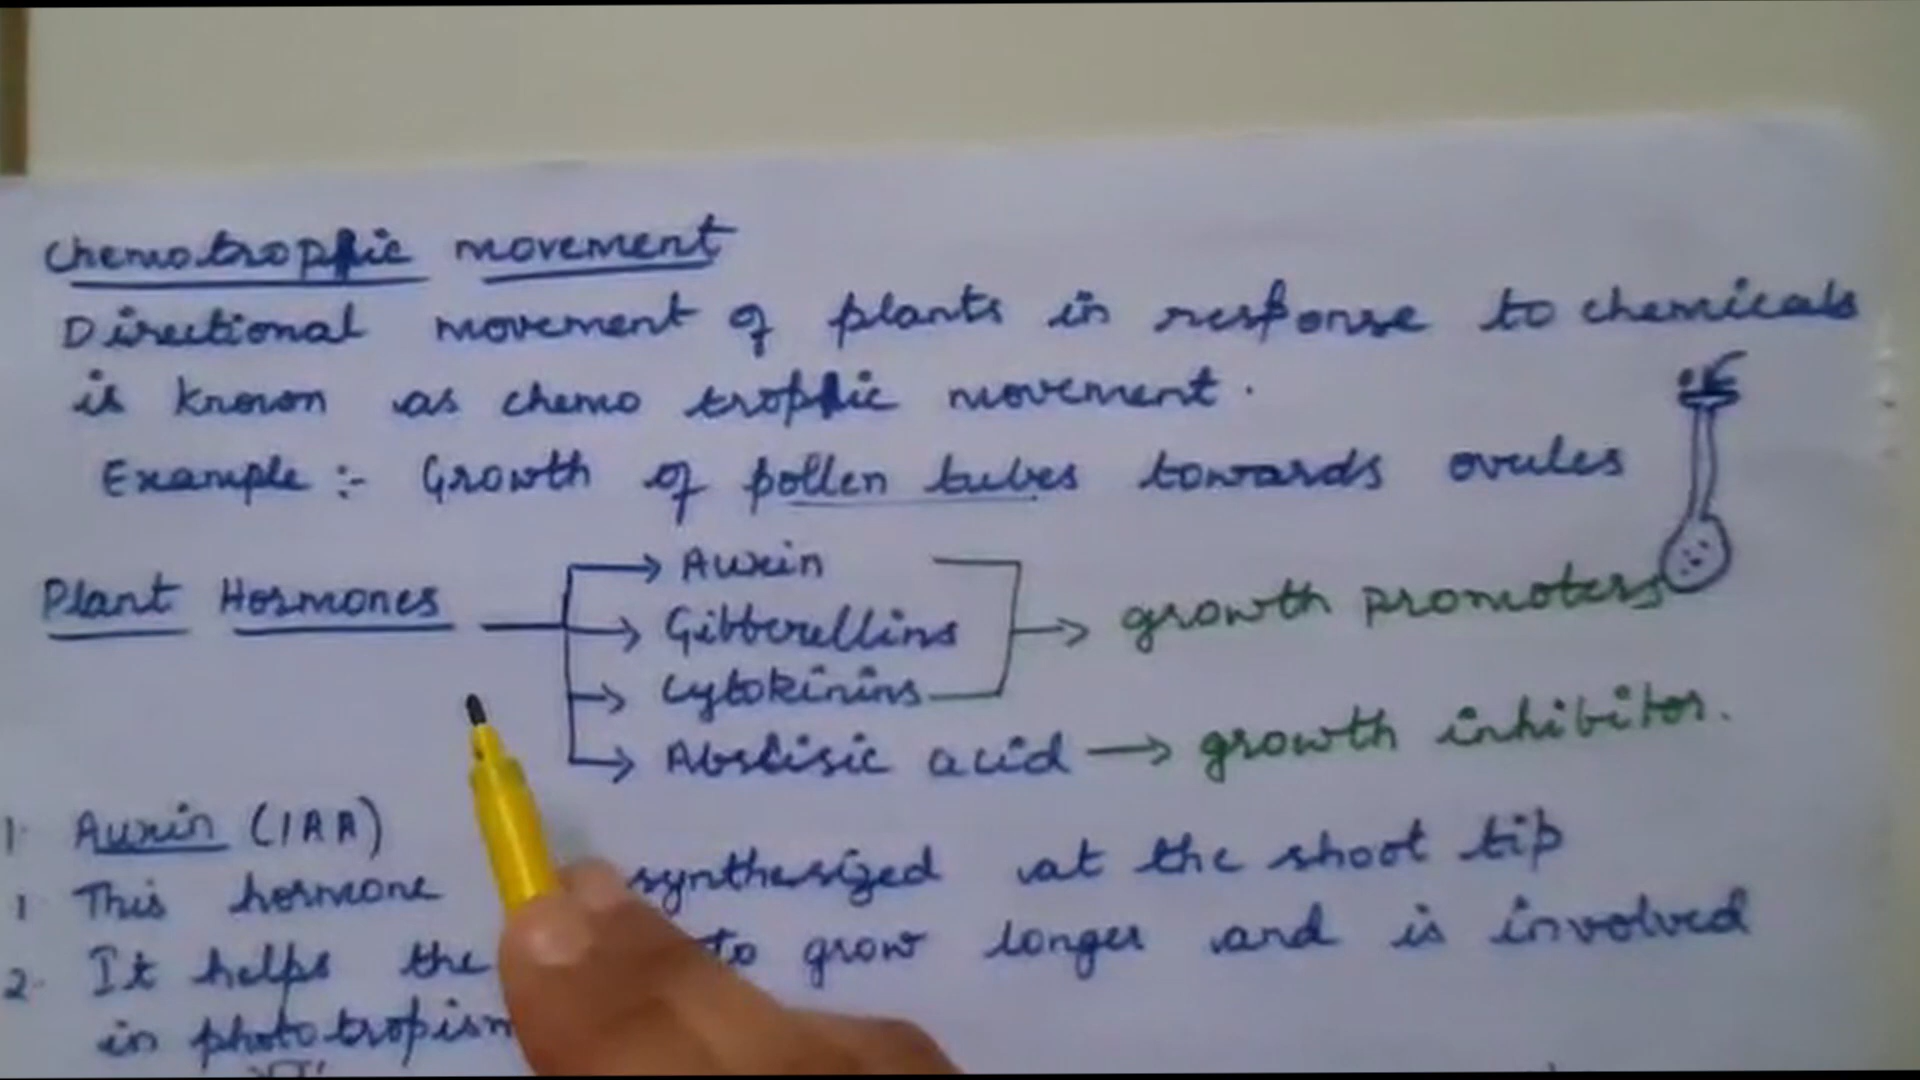 Chemotropic movement
Directional movement of plants in response to chemicals
is known as chemo tropic movement.
Example :- Growth of pollen tubes towards ovules
Plant Hormones
Auxin
Gibberellins
Cytokinins
growth promoters
Abscisic acid → growth inhibitor.
1. Auxin (IAA)
1 This hormone synthesized at the shoot tip
2. It helps the to grow longer and is involved
in phototropism